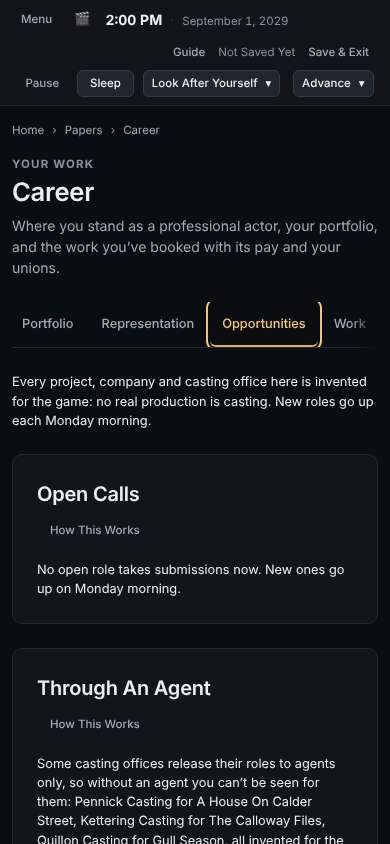 Menu 🎬 2:00 PM · September 1, 2029
Guide Not Saved Yet Save & Exit
Pause Sleep Look After Yourself ▾ Advance ▾
Home › Papers › Career
YOUR WORK
Career
Where you stand as a professional actor, your portfolio,
and the work you’ve booked with its pay and your
unions.
Portfolio Representation Opportunities Work
Every project, company and casting office here is invented
for the game: no real production is casting. New roles go up
each Monday morning.
Open Calls
How This Works
No open role takes submissions now. New ones go
up on Monday morning.
Through An Agent
How This Works
Some casting offices release their roles to agents
only, so without an agent you can’t be seen for
them: Pennick Casting for A House On Calder
Street, Kettering Casting for The Calloway Files,
Quillon Casting for Gull Season, all invented for the